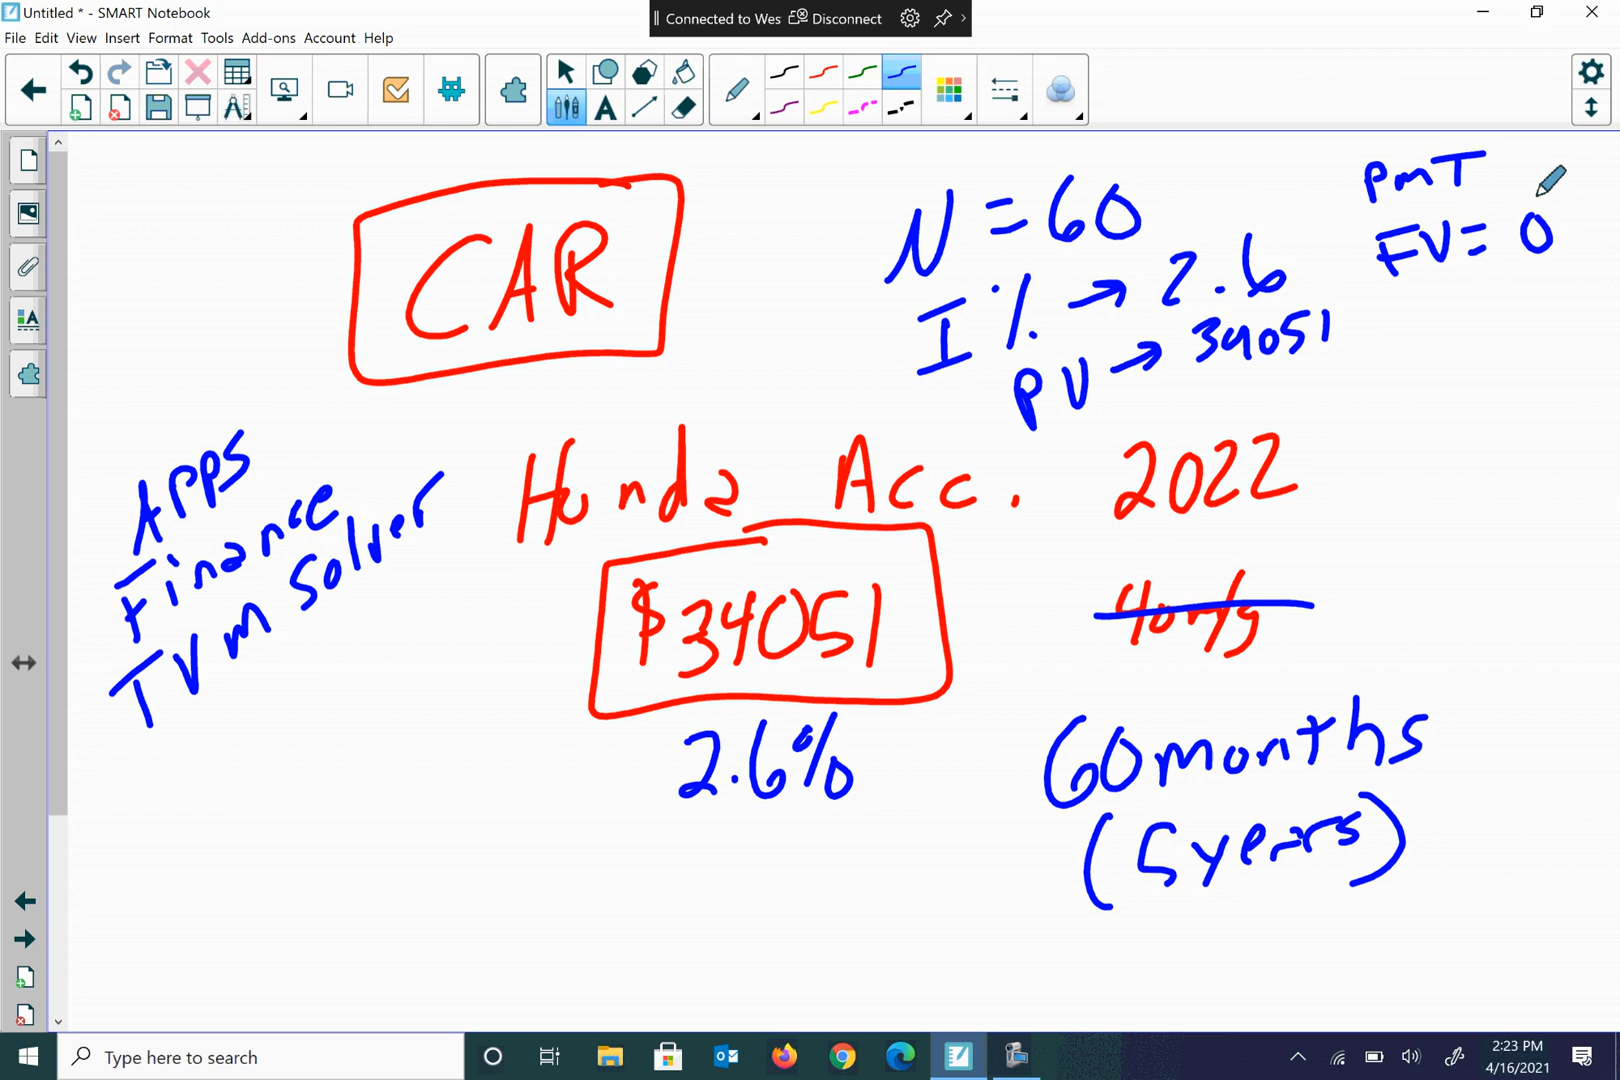 Untitled * - SMART Notebook
Connected to Wes Disconnect
File Edit View Insert Format Tools Add-ons Account Help
CAR
N = 60
I % → 2.6
PV → 34051
PMT
FV = 0
Apps
Finance
TVM Solver
Honda Acc. 2022
$34051
2.6%
60 months
(5 years)
Type here to search
2:23 PM
4/16/2021